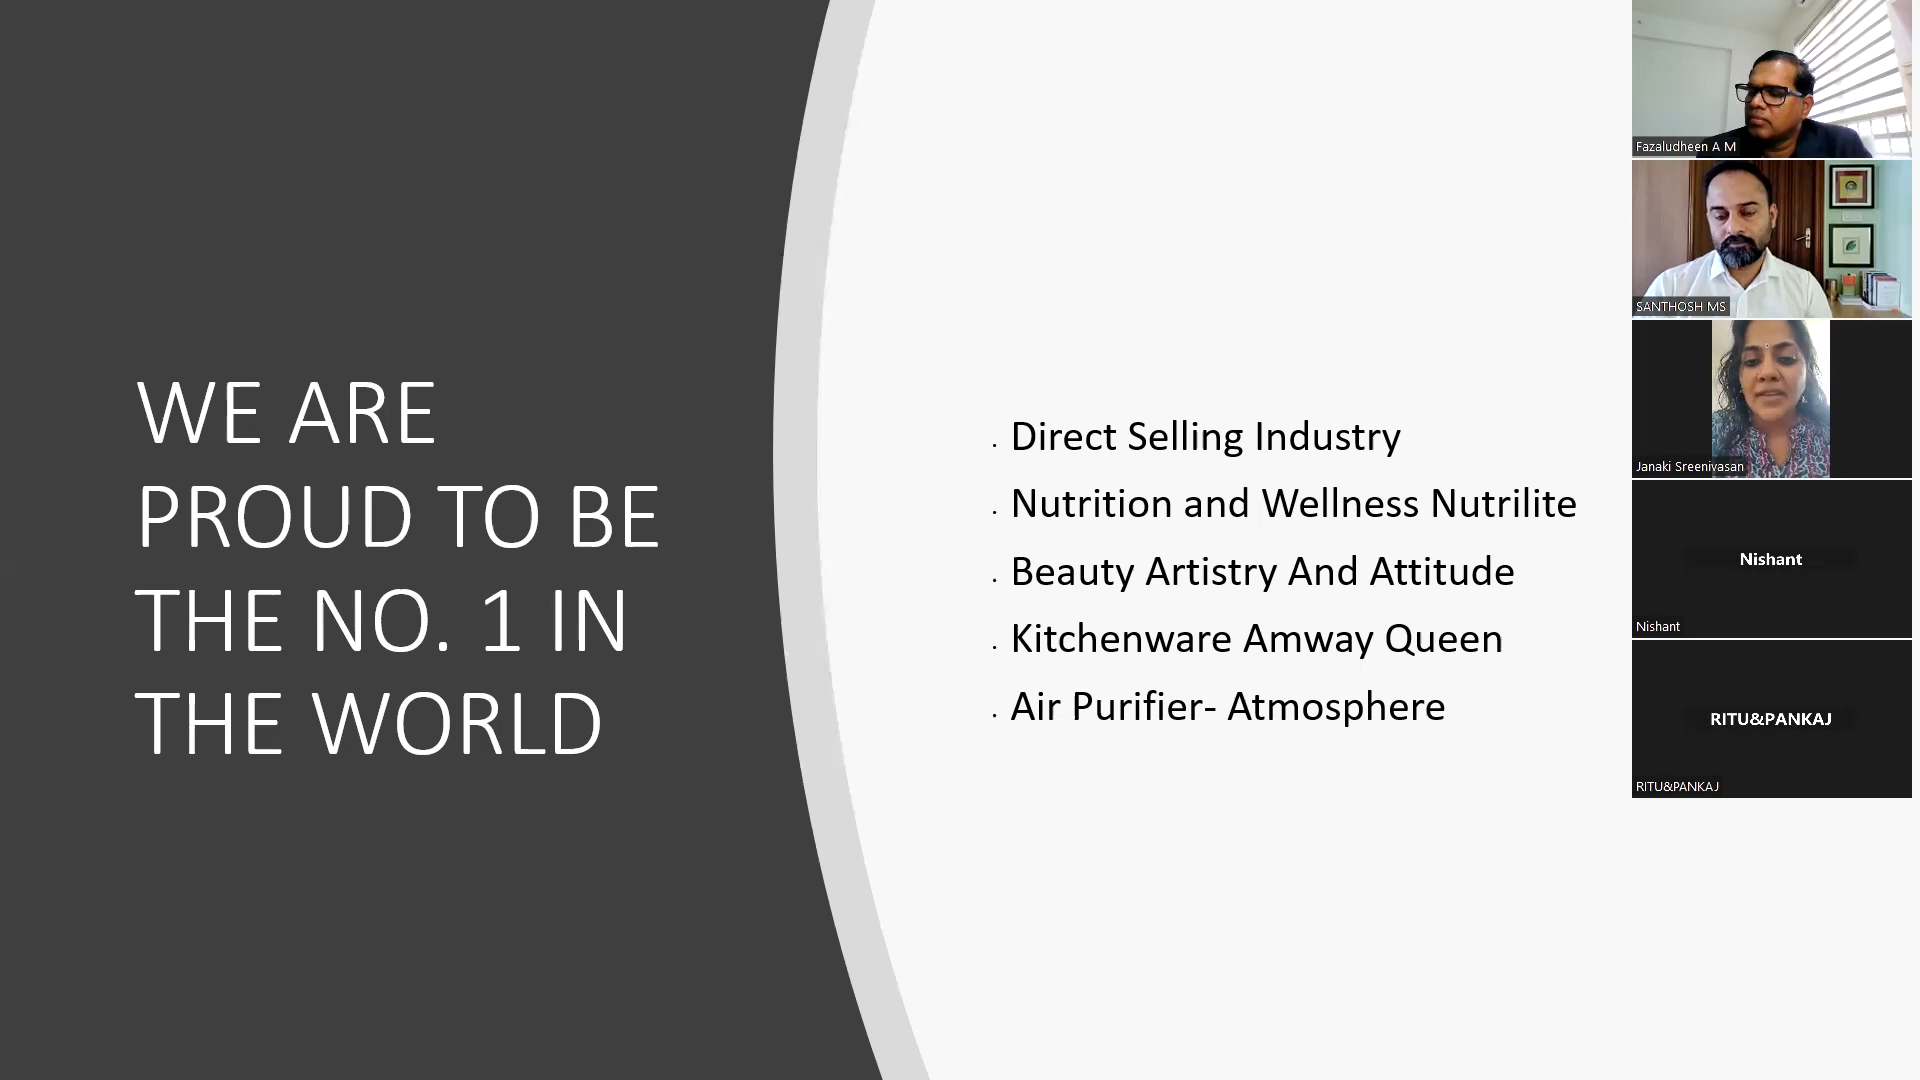 WE ARE
PROUD TO BE
THE NO. 1 IN
THE WORLD
. Direct Selling Industry
. Nutrition and Wellness Nutrilite
. Beauty Artistry And Attitude
. Kitchenware Amway Queen
. Air Purifier- Atmosphere
Fazaludheen A M
SANTHOSH MS
Janaki Sreenivasan
Nishant
Nishant
RITU&PANKAJ
RITU&PANKAJ